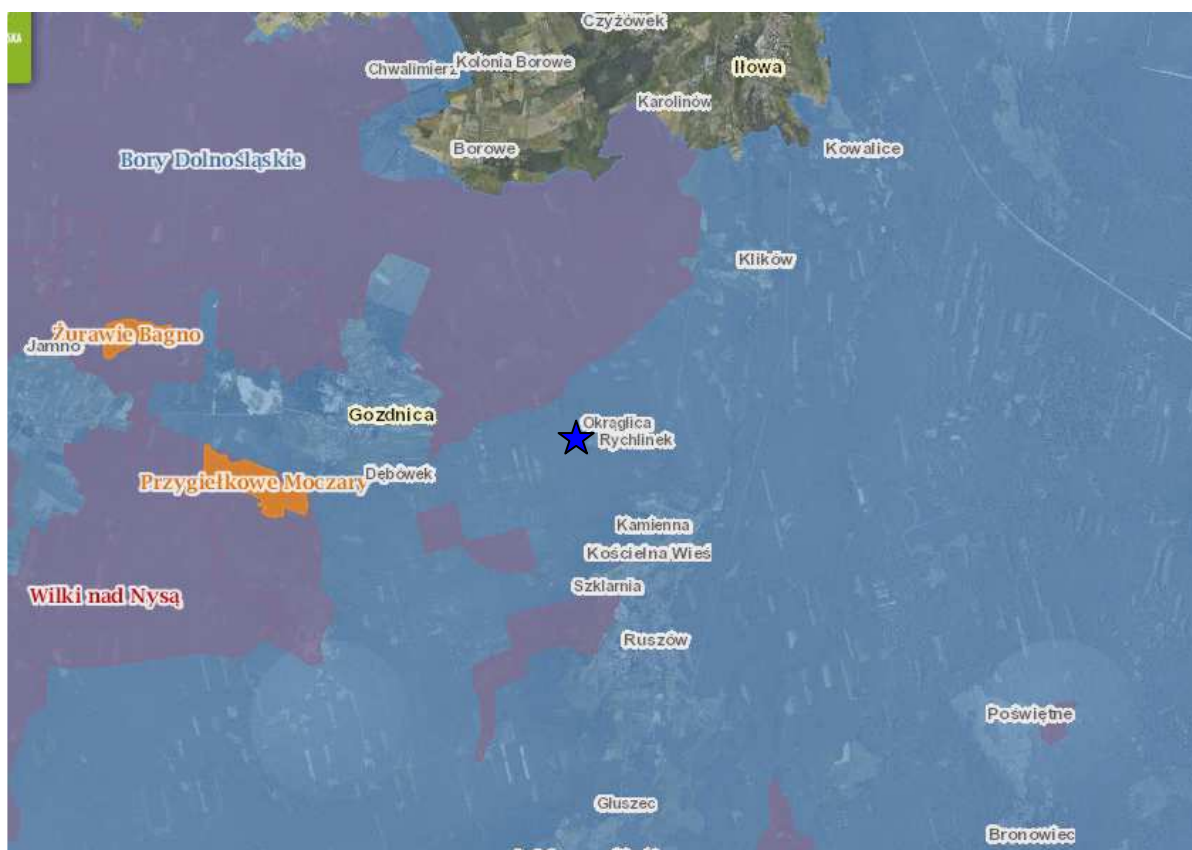 SKA
Czyżówek
Chwalimierz
Kolonia Borowe
Iłowa
Karolinów
Bory Dolnośląskie
Borowe
Kowalice
Klików
Żurawie Bagno
Jamno
Gozdnica
Okrąglica
Rychlinek
Przygiełkowe Moczary
Dębówek
Kamienna
Kościelna Wieś
Szklarnia
Wilki nad Nysą
Ruszów
Poświętne
Głuszec
Bronowiec